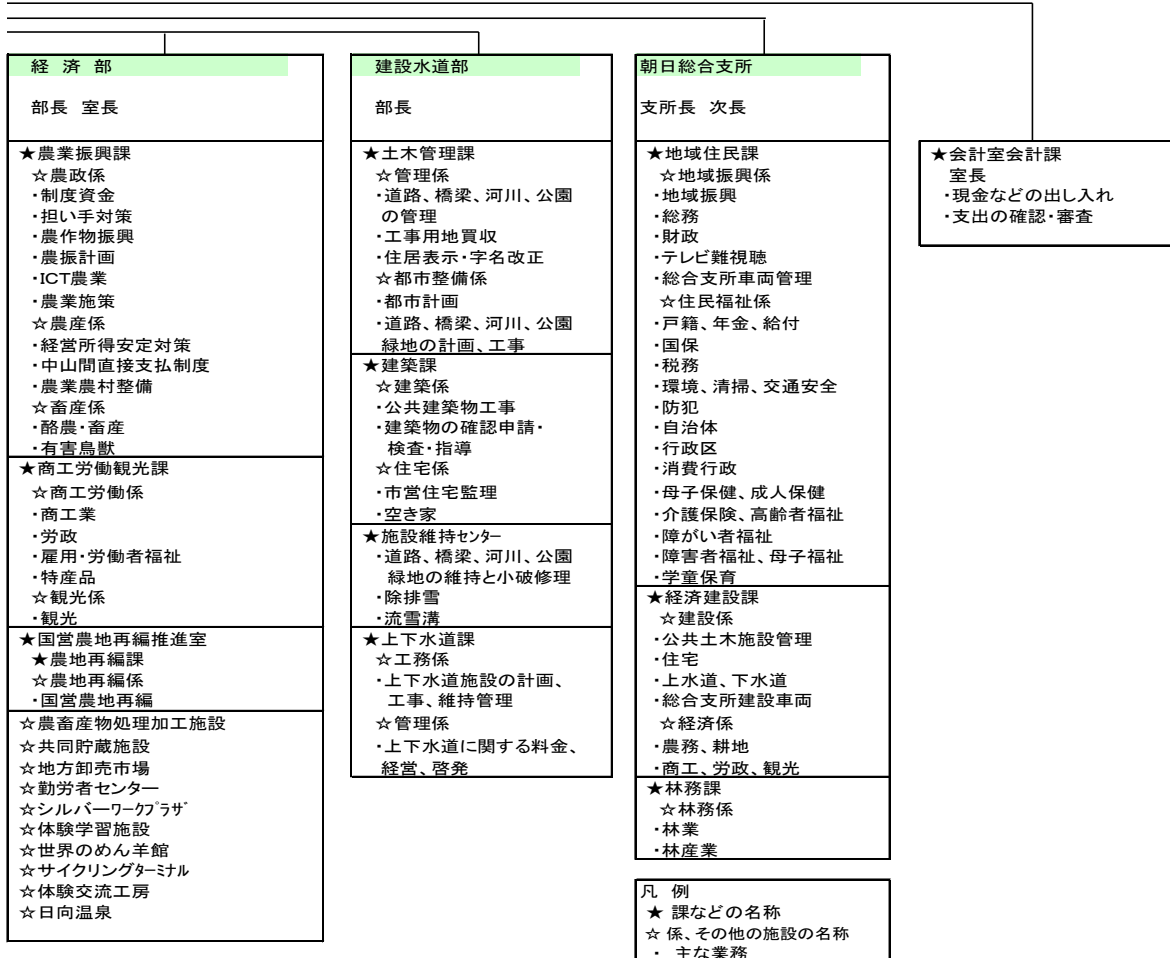 経 済 部
部長 室長
★農業振興課
☆農政係
・制度資金
・担い手対策
・農作物振興
・農振計画
・ICT農業
・農業施策
☆農産係
・経営所得安定対策
・中山間直接支払制度
・農業農村整備
☆畜産係
・酪農・畜産
・有害鳥獣
★商工労働観光課
☆商工労働係
・商工業
・労政
・雇用・労働者福祉
・特産品
☆観光係
・観光
★国営農地再編推進室
★農地再編課
☆農地再編係
・国営農地再編
☆農畜産物処理加工施設
☆共同貯蔵施設
☆地方卸売市場
☆勤労者センター
☆シルバーワークプラザ
☆体験学習施設
☆世界のめん羊館
☆サイクリングターミナル
☆体験交流工房
☆日向温泉
建設水道部
部長
★土木管理課
☆管理係
・道路、橋梁、河川、公園
の管理
・工事用地買収
・住居表示・字名改正
☆都市整備係
・都市計画
・道路、橋梁、河川、公園
緑地の計画、工事
★建築課
☆建築係
・公共建築物工事
・建築物の確認申請・
検査・指導
☆住宅係
・市営住宅監理
・空き家
★施設維持センター
・道路、橋梁、河川、公園
緑地の維持と小破修理
・除排雪
・流雪溝
★上下水道課
☆工務係
・上下水道施設の計画、
工事、維持管理
☆管理係
・上下水道に関する料金、
経営、啓発
朝日総合支所
支所長 次長
★地域住民課
☆地域振興係
・地域振興
・総務
・財政
・テレビ難視聴
・総合支所車両管理
☆住民福祉係
・戸籍、年金、給付
・国保
・税務
・環境、清掃、交通安全
・防犯
・自治体
・行政区
・消費行政
・母子保健、成人保健
・介護保険、高齢者福祉
・障がい者福祉
・障害者福祉、母子福祉
・学童保育
★経済建設課
☆建設係
・公共土木施設管理
・住宅
・上水道、下水道
・総合支所建設車両
☆経済係
・農務、耕地
・商工、労政、観光
★林務課
☆林務係
・林業
・林産業
凡 例
★ 課などの名称
☆ 係、その他の施設の名称
・ 主な業務
★会計室会計課
室長
・現金などの出し入れ
・支出の確認・審査